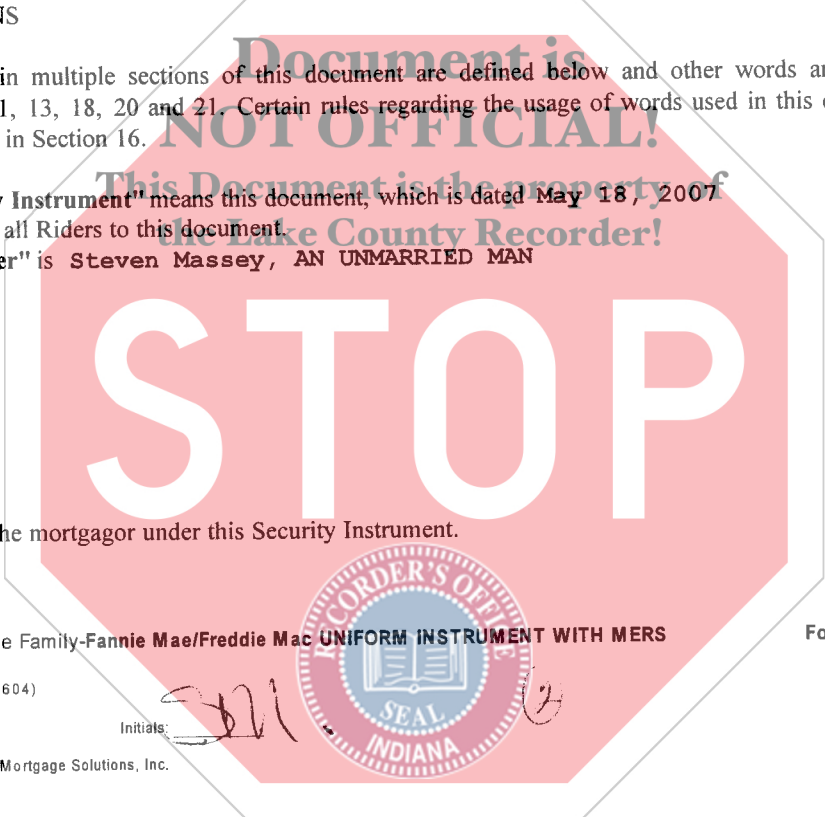 NS
Document is
in multiple sections of this document are defined below and other words
1, 13, 18, 20 and 21. Certain rules regarding the usage of words used in this
NOT OFFICIAL!
in Section 16.
This Document is the property of
Instrument" means this document, which is dated May 18, 2007
all Riders to this document.
the Lake County Recorder!
er" is Steven Massey, AN UNMARRIED MAN
STOP
he mortgagor under this Security Instrument.
RECORDER'S OFFICE
e Family-Fannie Mae/Freddie Mac UNIFORM INSTRUMENT WITH MERS Fo
604)
SEAL
Initials: SM
INDIANA
Mortgage Solutions, Inc.